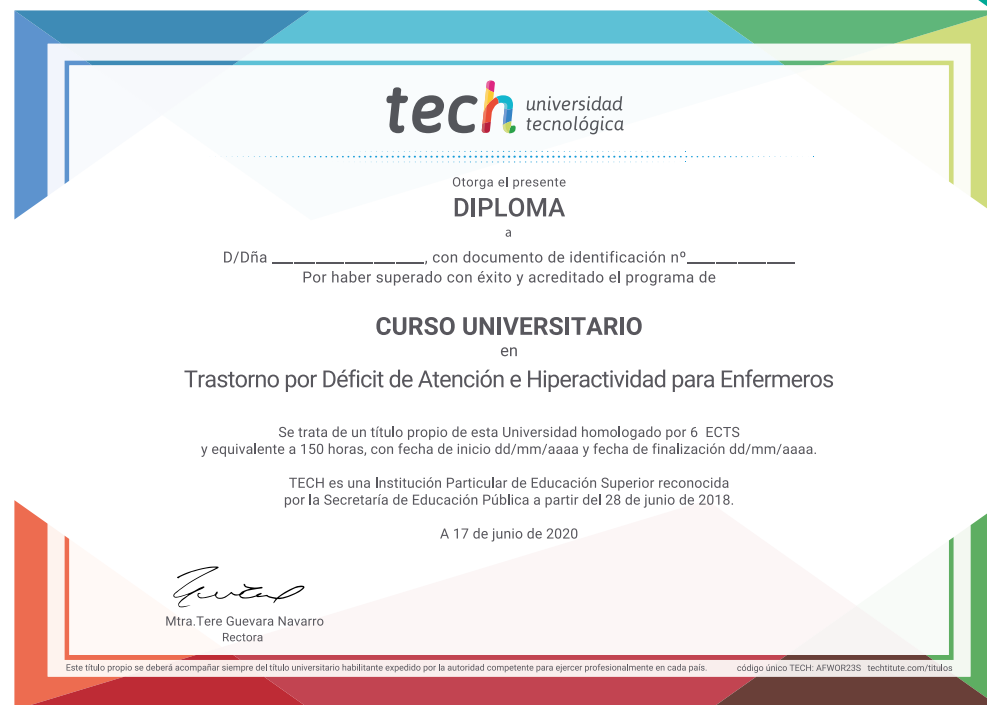 tech universidad
tecnológica
Otorga el presente
DIPLOMA
a
D/Dña ____________________, con documento de identificación nº______________
Por haber superado con éxito y acreditado el programa de
CURSO UNIVERSITARIO
en
Trastorno por Déficit de Atención e Hiperactividad para Enfermeros
Se trata de un título propio de esta Universidad homologado por 6 ECTS
y equivalente a 150 horas, con fecha de inicio dd/mm/aaaa y fecha de finalización dd/mm/aaaa.
TECH es una Institución Particular de Educación Superior reconocida
por la Secretaría de Educación Pública a partir del 28 de junio de 2018.
A 17 de junio de 2020
Mtra.Tere Guevara Navarro
Rectora
Este título propio se deberá acompañar siempre del título universitario habilitante expedido por la autoridad competente para ejercer profesionalmente en cada país. código único TECH: AFWOR23S techtitute.com/titulos